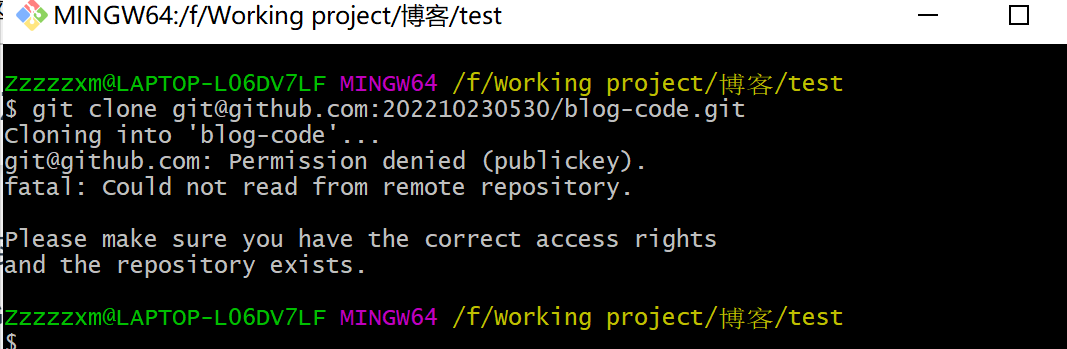 MINGW64:/f/Working project/博客/test
Zzzzzxm@LAPTOP-L06DV7LF MINGW64 /f/Working project/博客/test
$ git clone git@github.com:202210230530/blog-code.git
Cloning into 'blog-code'...
git@github.com: Permission denied (publickey).
fatal: Could not read from remote repository.
Please make sure you have the correct access rights
and the repository exists.
Zzzzzxm@LAPTOP-L06DV7LF MINGW64 /f/Working project/博客/test
$